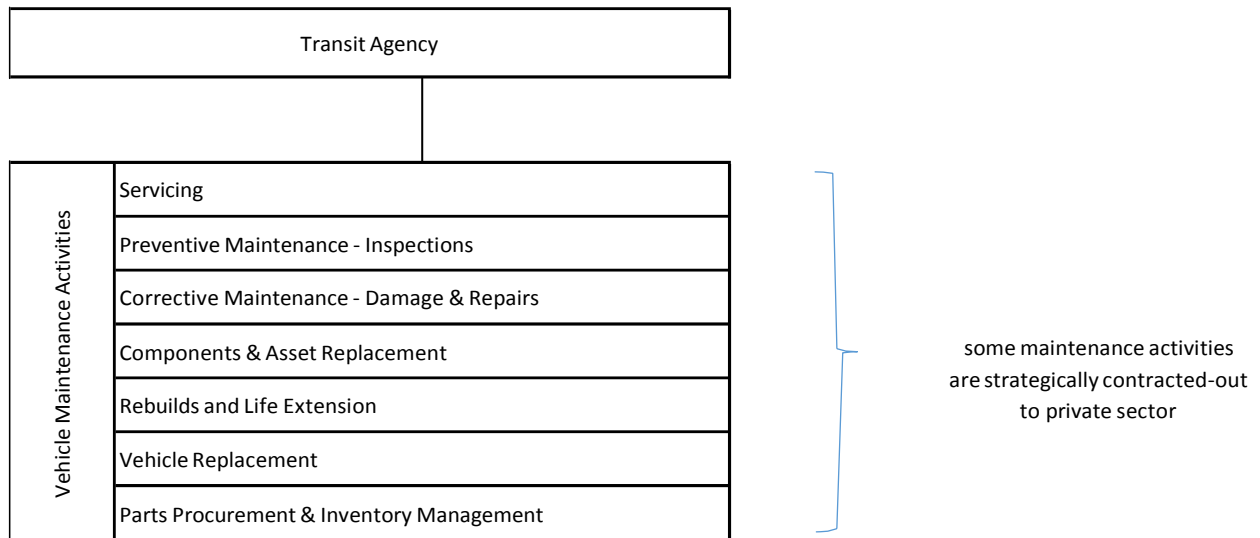 Transit Agency
Vehicle Maintenance Activities
Servicing
Preventive Maintenance - Inspections
Corrective Maintenance - Damage & Repairs
Components & Asset Replacement
Rebuilds and Life Extension
Vehicle Replacement
Parts Procurement & Inventory Management
some maintenance activities
are strategically contracted-out
to private sector